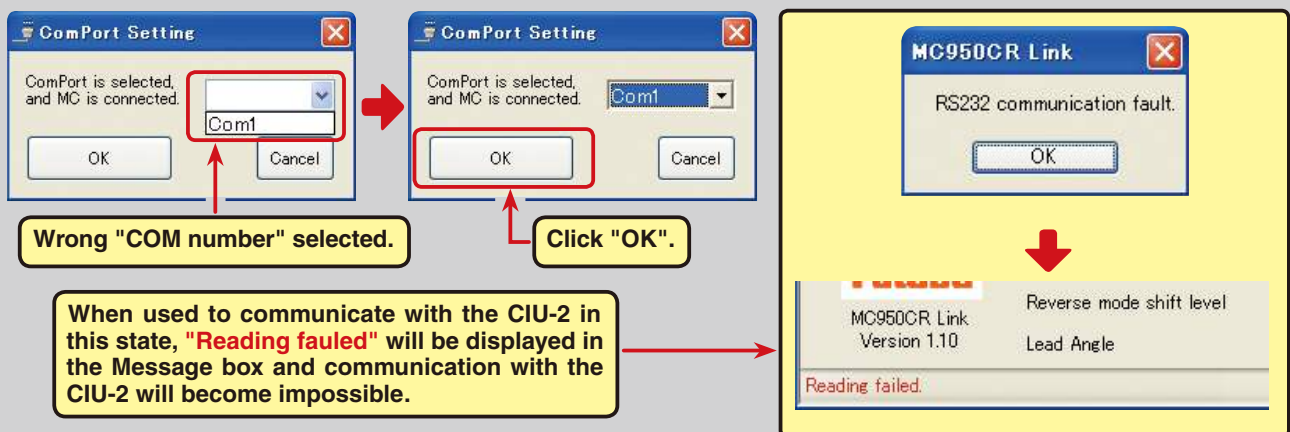 ComPort Setting
ComPort is selected,
and MC is connected.
Com1
OK
Cancel
Wrong "COM number" selected.
ComPort Setting
ComPort is selected,
and MC is connected.
Com1
OK
Cancel
Click "OK".
When used to communicate with the CIU-2 in
this state, "Reading fauled" will be displayed in
the Message box and communication with the
CIU-2 will become impossible.
MC950CR Link
RS232 communication fault.
OK
MC950CR Link
Version 1.10
Reverse mode shift level
Lead Angle
Reading failed.